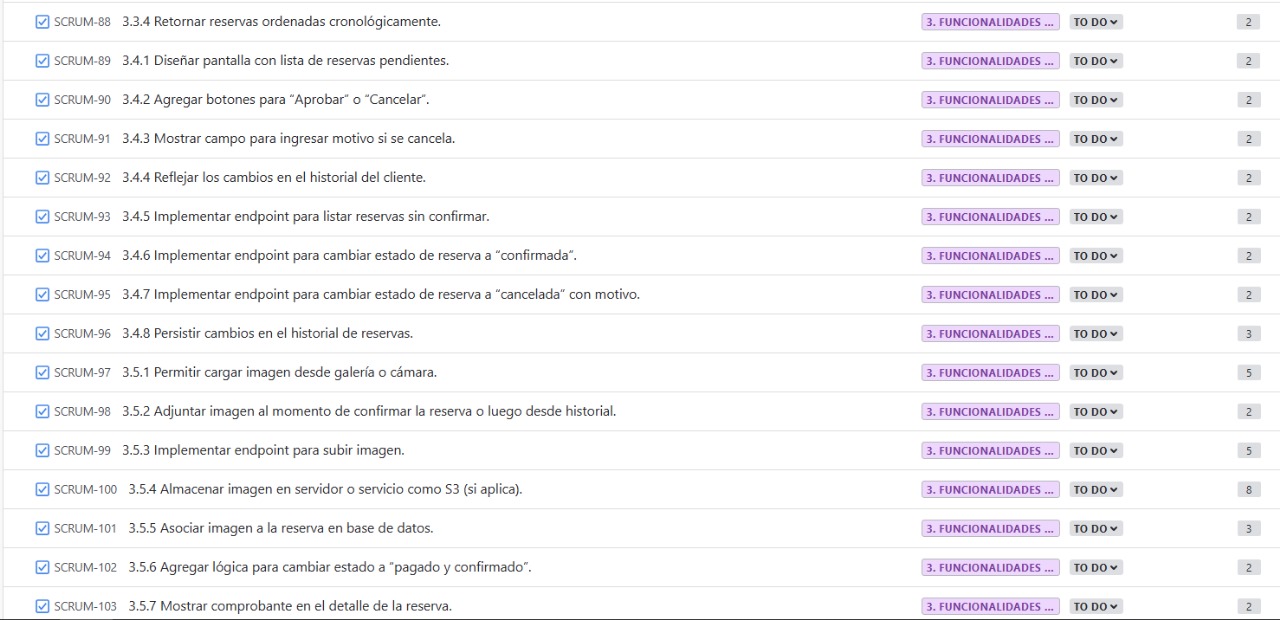 SCRUM-88 3.3.4 Retornar reservas ordenadas cronológicamente. 3. FUNCIONALIDADES ... TO DO 2
SCRUM-89 3.4.1 Diseñar pantalla con lista de reservas pendientes. 3. FUNCIONALIDADES ... TO DO 2
SCRUM-90 3.4.2 Agregar botones para “Aprobar” o “Cancelar”. 3. FUNCIONALIDADES ... TO DO 2
SCRUM-91 3.4.3 Mostrar campo para ingresar motivo si se cancela. 3. FUNCIONALIDADES ... TO DO 2
SCRUM-92 3.4.4 Reflejar los cambios en el historial del cliente. 3. FUNCIONALIDADES ... TO DO 2
SCRUM-93 3.4.5 Implementar endpoint para listar reservas sin confirmar. 3. FUNCIONALIDADES ... TO DO 2
SCRUM-94 3.4.6 Implementar endpoint para cambiar estado de reserva a “confirmada”. 3. FUNCIONALIDADES ... TO DO 2
SCRUM-95 3.4.7 Implementar endpoint para cambiar estado de reserva a “cancelada” con motivo. 3. FUNCIONALIDADES ... TO DO 2
SCRUM-96 3.4.8 Persistir cambios en el historial de reservas. 3. FUNCIONALIDADES ... TO DO 3
SCRUM-97 3.5.1 Permitir cargar imagen desde galería o cámara. 3. FUNCIONALIDADES ... TO DO 5
SCRUM-98 3.5.2 Adjuntar imagen al momento de confirmar la reserva o luego desde historial. 3. FUNCIONALIDADES ... TO DO 2
SCRUM-99 3.5.3 Implementar endpoint para subir imagen. 3. FUNCIONALIDADES ... TO DO 5
SCRUM-100 3.5.4 Almacenar imagen en servidor o servicio como S3 (si aplica). 3. FUNCIONALIDADES ... TO DO 8
SCRUM-101 3.5.5 Asociar imagen a la reserva en base de datos. 3. FUNCIONALIDADES ... TO DO 3
SCRUM-102 3.5.6 Agregar lógica para cambiar estado a “pagado y confirmado”. 3. FUNCIONALIDADES ... TO DO 2
SCRUM-103 3.5.7 Mostrar comprobante en el detalle de la reserva. 3. FUNCIONALIDADES ... TO DO 2